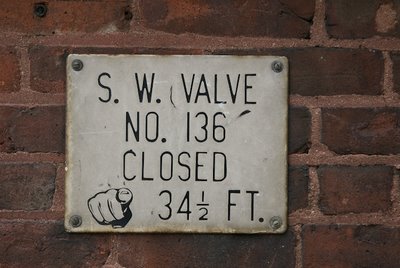 S. W. VALVE
NO. 136
CLOSED
34½ FT.